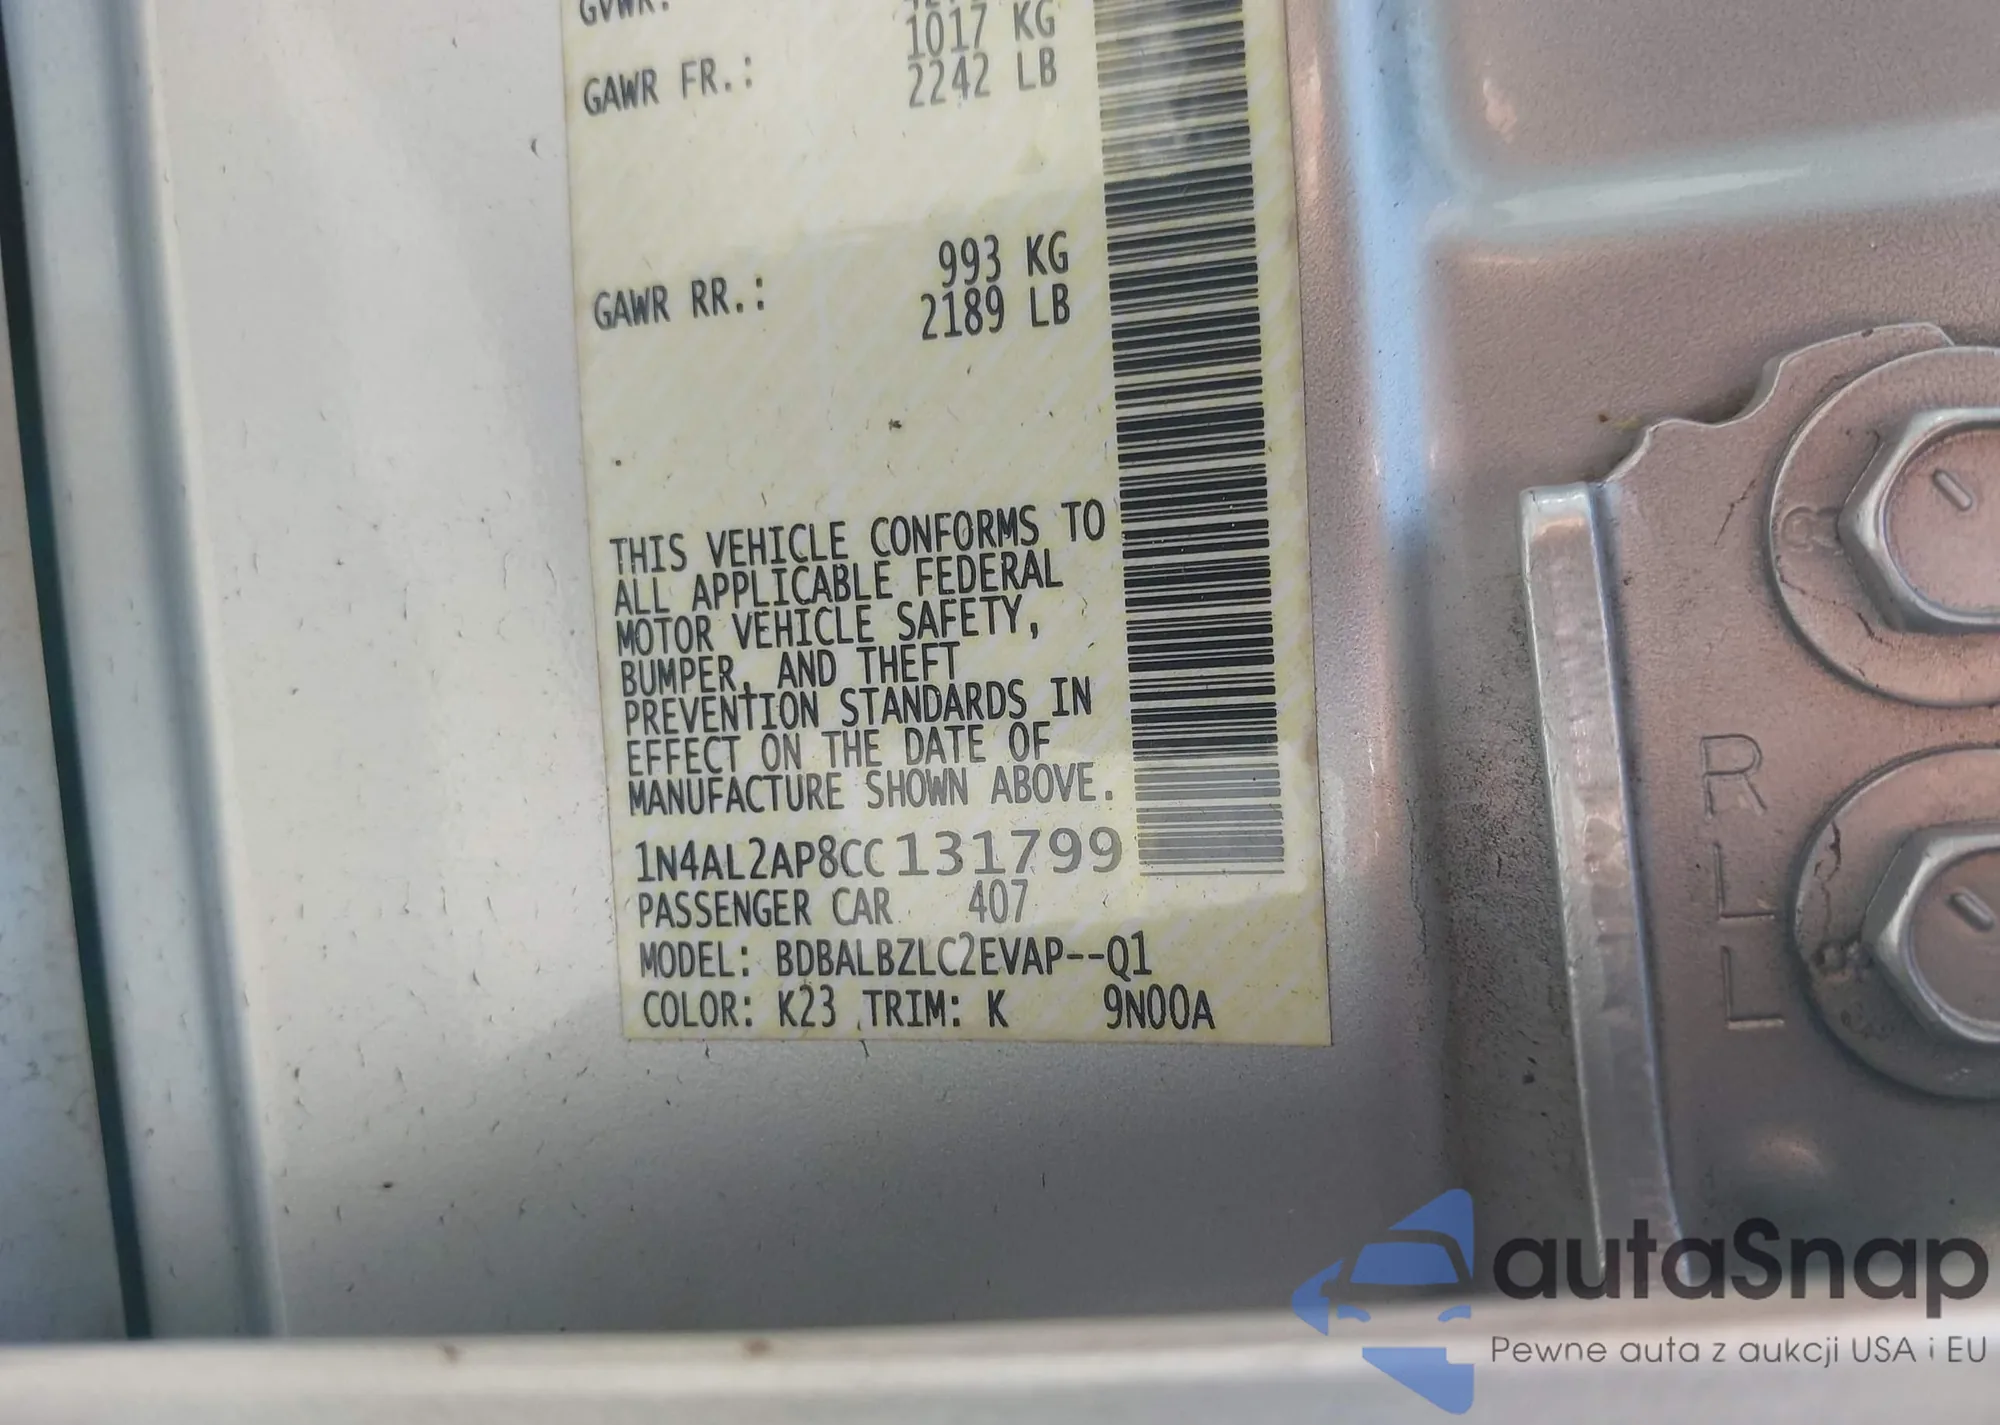 GVWR:
1017 KG
GAWR FR.: 2242 LB
993 KG
GAWR RR.: 2189 LB
THIS VEHICLE CONFORMS TO
ALL APPLICABLE FEDERAL
MOTOR VEHICLE SAFETY,
BUMPER, AND THEFT
PREVENTION STANDARDS IN
EFFECT ON THE DATE OF
MANUFACTURE SHOWN ABOVE.
1N4AL2AP8CC131799
PASSENGER CAR 407
MODEL: BDBALBZLC2EVAP--Q1
COLOR: K23 TRIM: K 9N00A
RLLL
autaSnap
Pewne auta z aukcji USA i EU